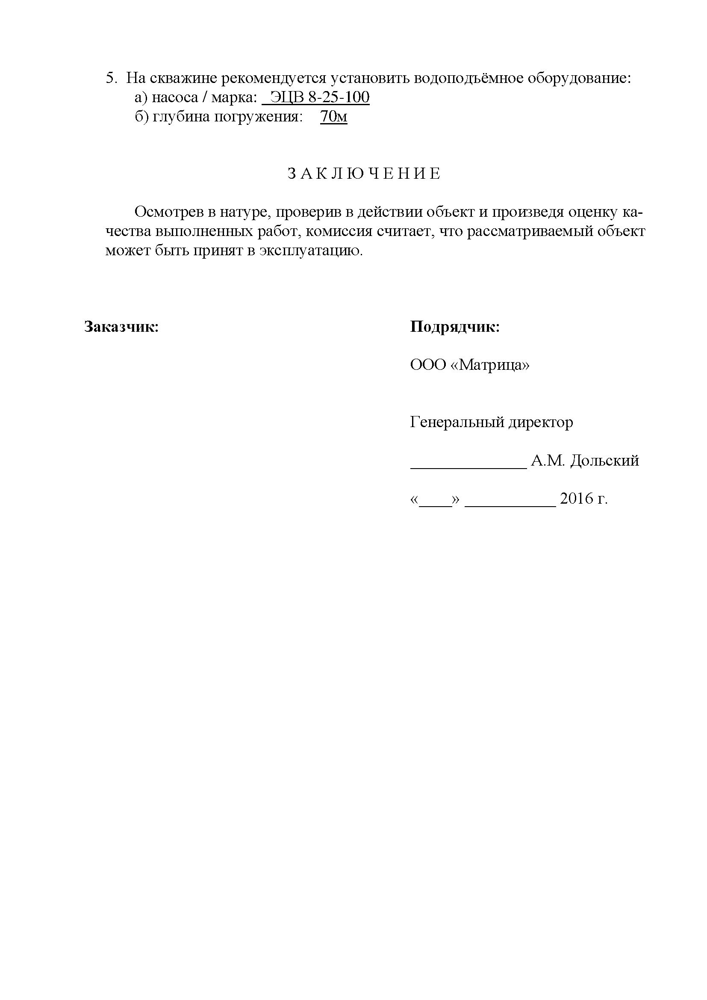 5. На скважине рекомендуется установить водоподъёмное оборудование:
а) насоса / марка: ЭЦВ 8-25-100
б) глубина погружения: 70м
З А К Л Ю Ч Е Н И Е
Осмотрев в натуре, проверив в действии объект и произведя оценку ка-
чества выполненных работ, комиссия считает, что рассматриваемый объект
может быть принят в эксплуатацию.
Заказчик:
Подрядчик:
ООО «Матрица»
Генеральный директор
______________ А.М. Дольский
«____» ___________ 2016 г.